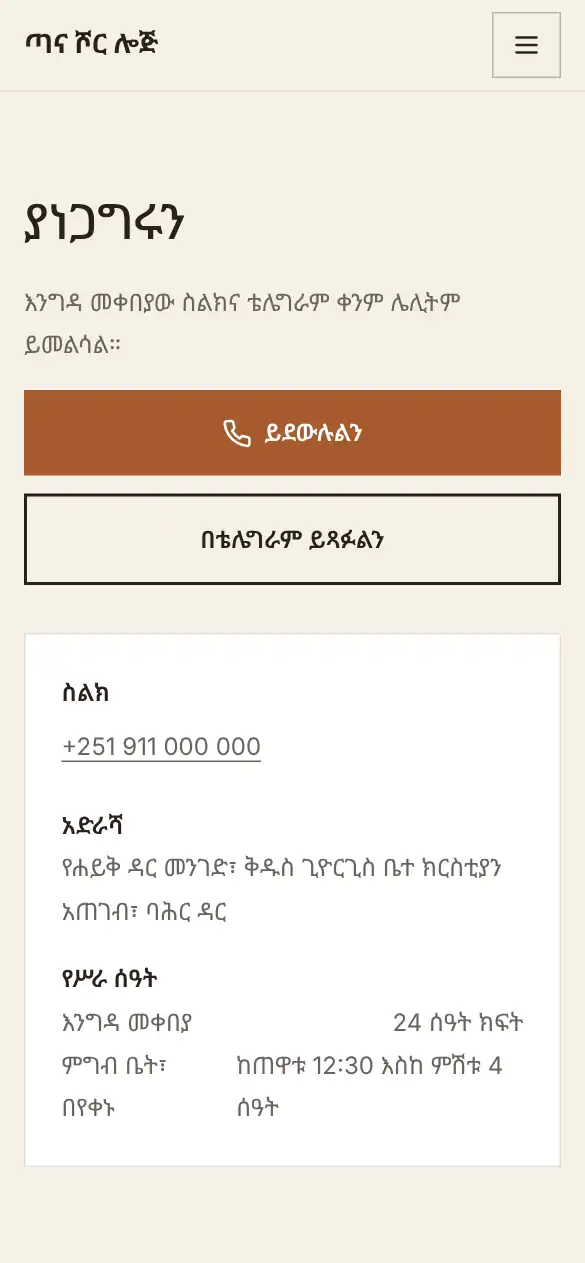 ጣና ሾር ሎጅ
ያነጋግሩን
እንግዳ መቀበያው ስልክና ቴሌግራም ቀንም ሌሊትም
ይመልሳል።
ይደውሉልን
በቴሌግራም ይጻፉልን
ስልክ
+251 911 000 000
አድራሻ
የሐይቅ ዳር መንገድ፣ ቅዱስ ጊዮርጊስ ቤተ ክርስቲያን
አጠገብ፣ ባሕር ዳር
የሥራ ሰዓት
እንግዳ መቀበያ 24 ሰዓት ክፍት
ምግብ ቤት፣ ከጠዋቱ 12:30 እስከ ምሽቱ 4
በየቀኑ ሰዓት